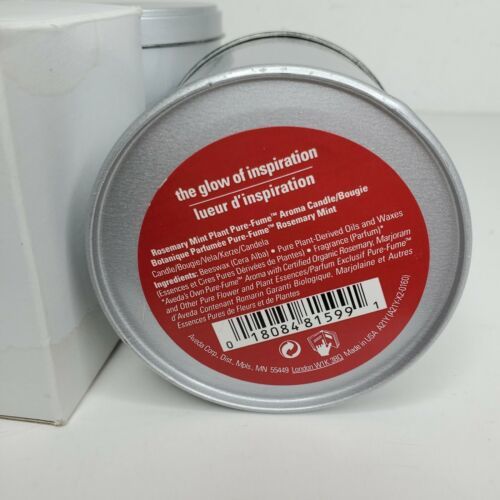 the glow of inspiration
lueur d'inspiration
Rosemary Mint Plant Pure-Fume™ Aroma Candle/Bougie
Botanique Parfumée Pure-Fume™ Rosemary Mint
Candle/Bougie/Vela/Kerze/Candela
Ingredients: Beeswax (Cera Alba) • Pure Plant-Derived Oils and Waxes
(Essences et Cires Pures Dérivées de Plantes) • Fragrance (Parfum)*
*Aveda's Own Pure-Fume™ Aroma with Certified Organic Rosemary, Marjoram
and Other Pure Flower and Plant Essences/Parfum Exclusif Pure-Fume™
d'Aveda Contenant Romarin Garanti Biologique, Marjolaine et Autres
Essences Pures de Fleurs et de Plantes
0 18084 81599 1
Aveda Corp., Dist., Mpls., MN 55449 London W1K 3BQ Made in USA A21Y (A21Y-X2-0160)